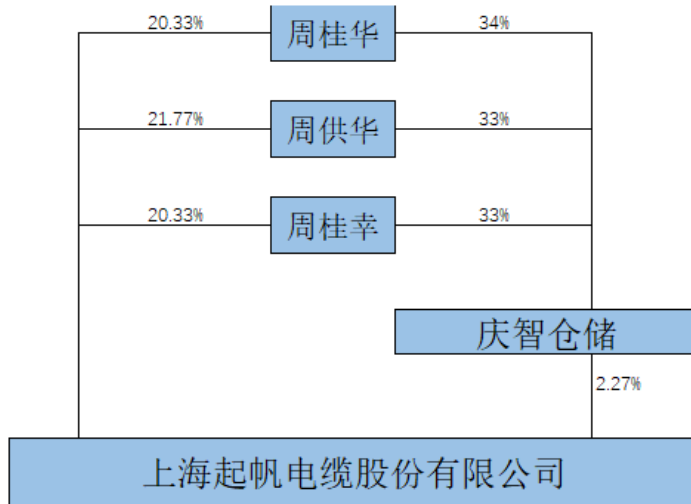 20.33% 周桂华 34%
21.77% 周供华 33%
20.33% 周桂幸 33%
庆智仓储
2.27%
上海起帆电缆股份有限公司